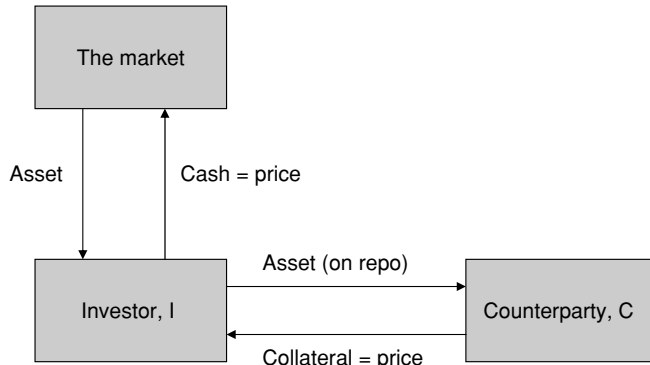 The market
Asset
Cash = price
Asset (on repo)
Investor, I
Counterparty, C
Collateral = price